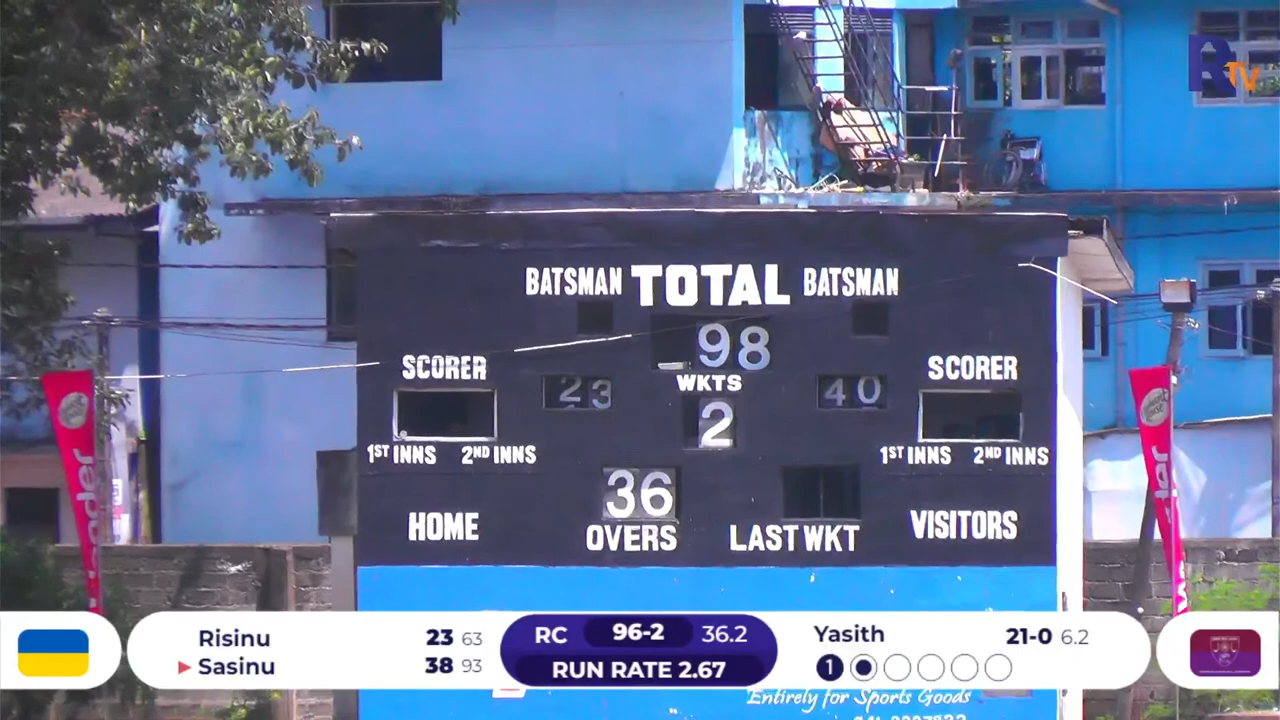 R TV
BATSMAN TOTAL BATSMAN
98
SCORER WKTS SCORER
23 40
2
1ST INNS 2ND INNS 1ST INNS 2ND INNS
36
HOME OVERS LAST WKT VISITORS
Risinu 23 63
Sasinu 38 93
RC 96-2 36.2
RUN RATE 2.67
Yasith 21-0 6.2
1
Entirely for Sports Goods